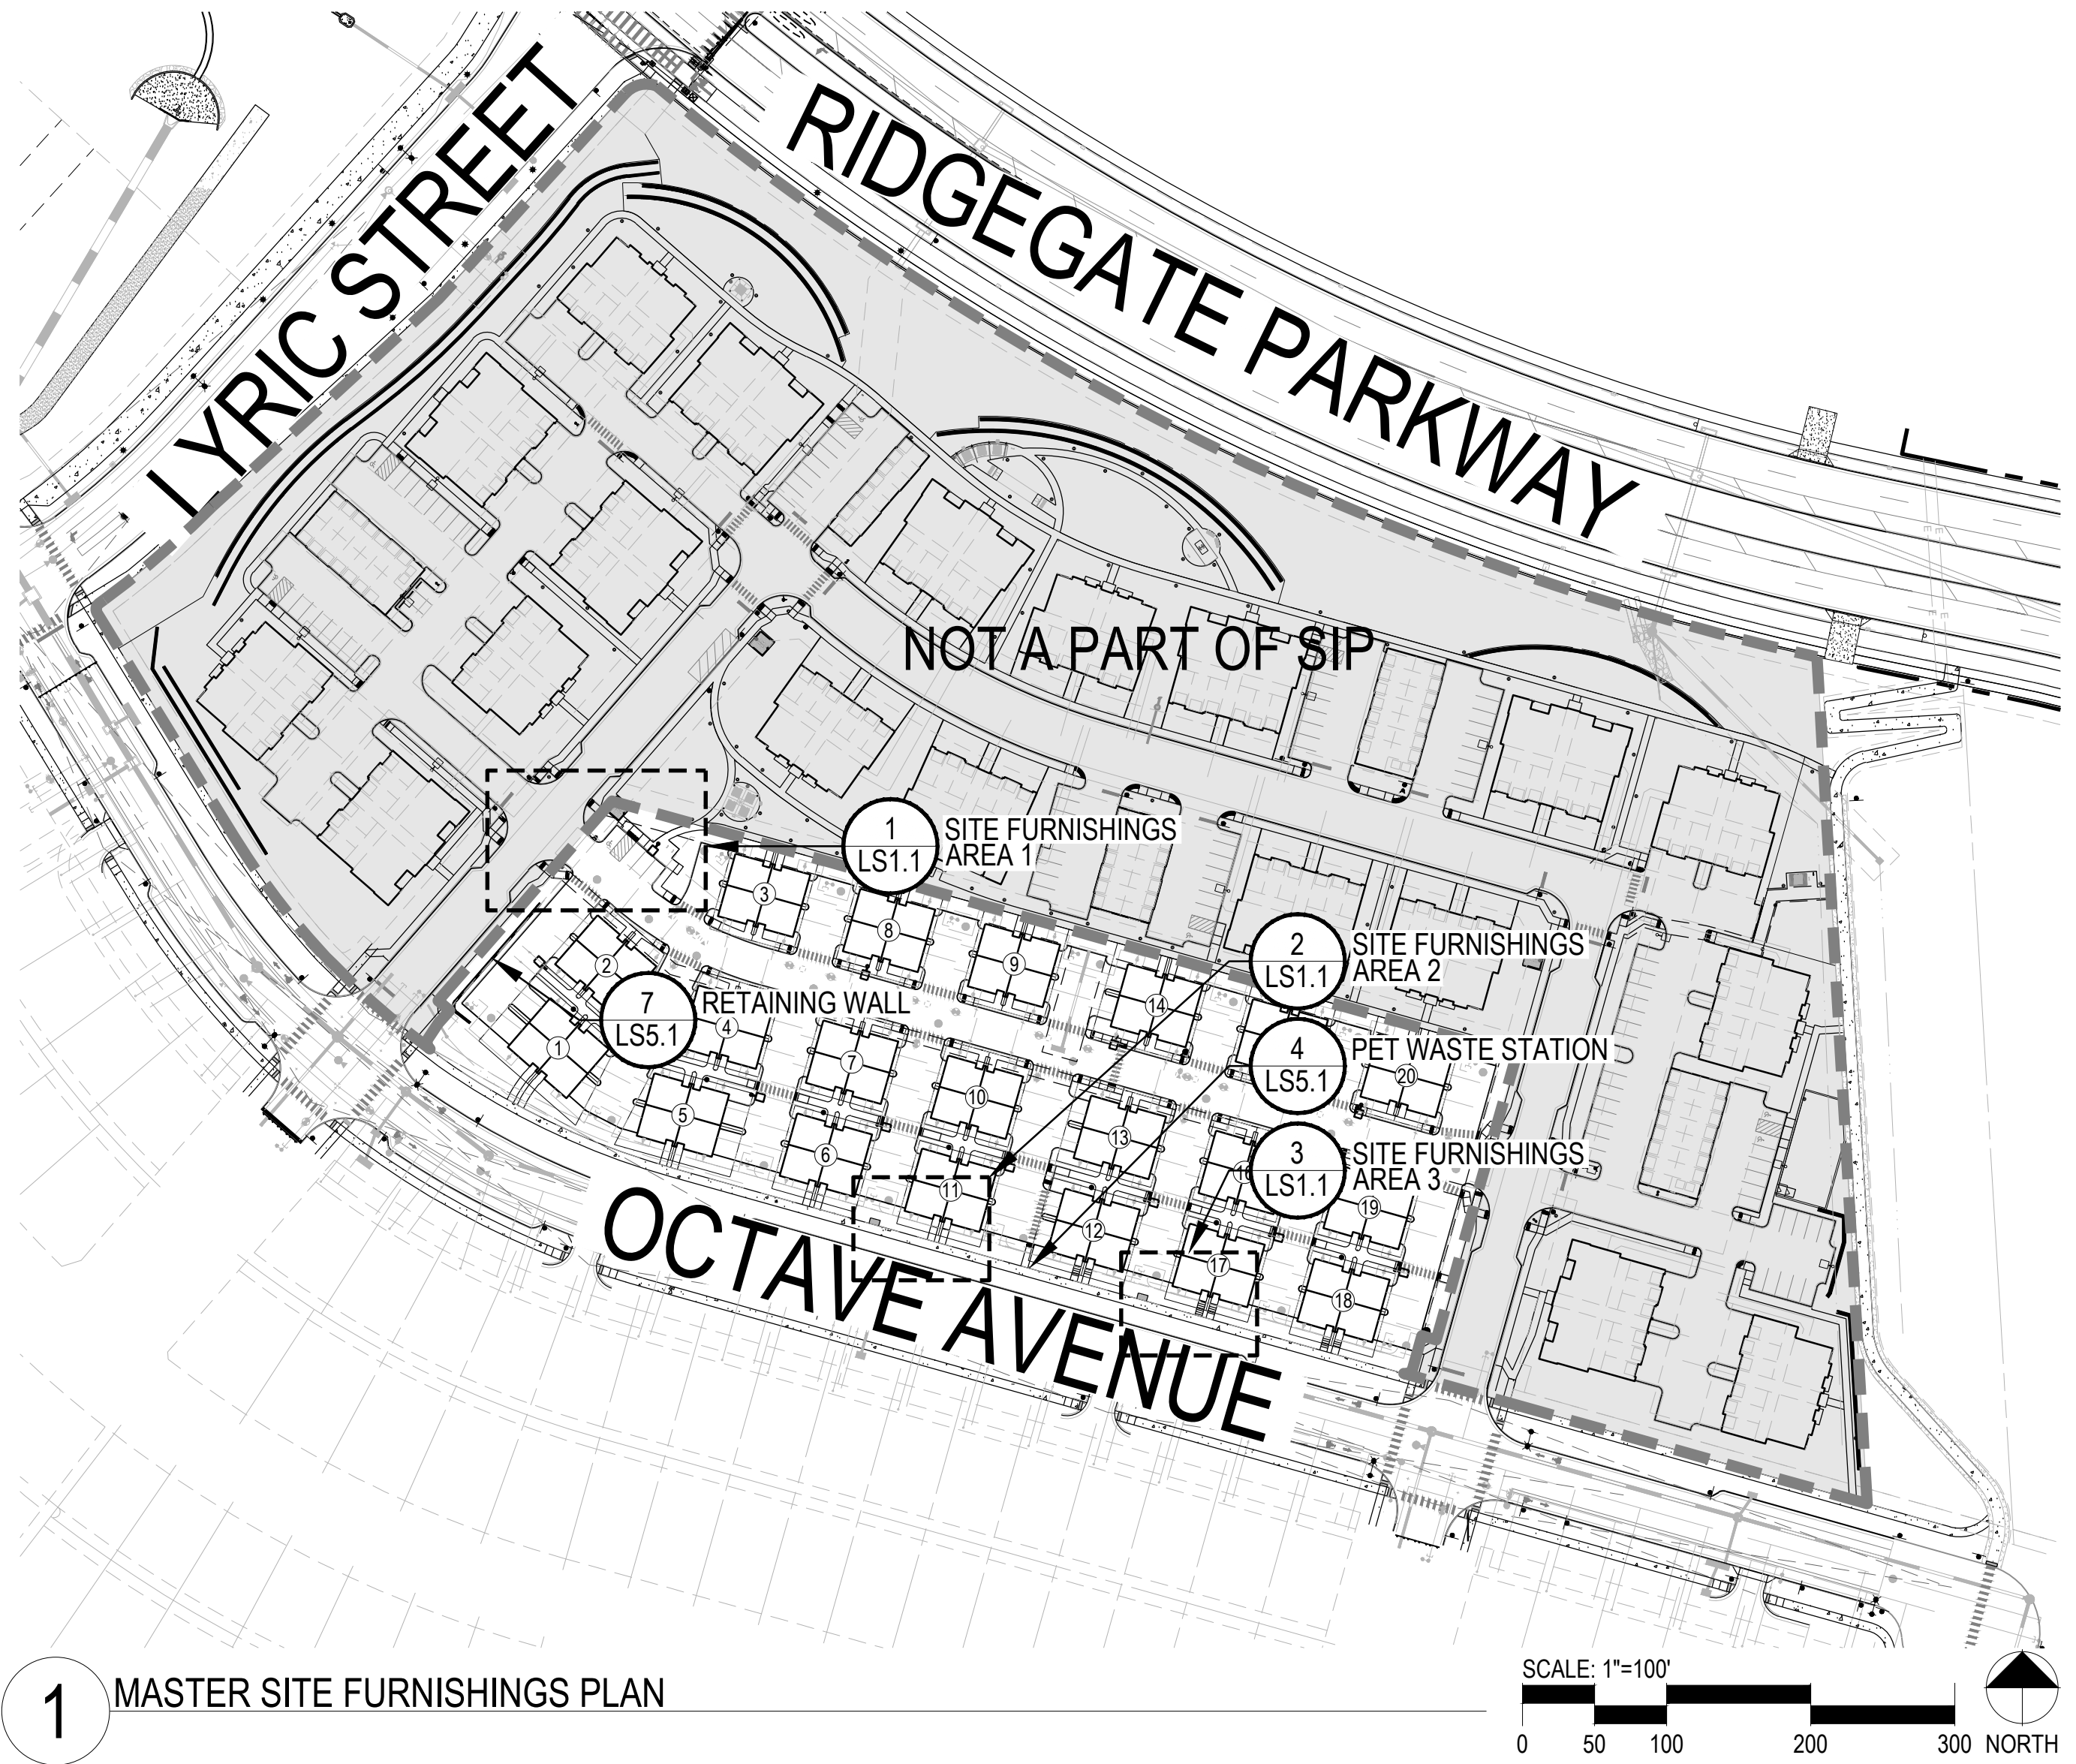 LYRIC STREET
RIDGEGATE PARKWAY
NOT A PART OF SIP
1
LS1.1
SITE FURNISHINGS
AREA 1
3
8
9
2
14
2
LS1.1
SITE FURNISHINGS
AREA 2
7
LS5.1
RETAINING WALL
1
4
7
10
4
LS5.1
PET WASTE STATION
20
5
6
13
3
LS1.1
SITE FURNISHINGS
AREA 3
11
12
19
17
18
OCTAVE AVENUE
1
MASTER SITE FURNISHINGS PLAN
SCALE: 1"=100'
0 50 100 200 300
NORTH